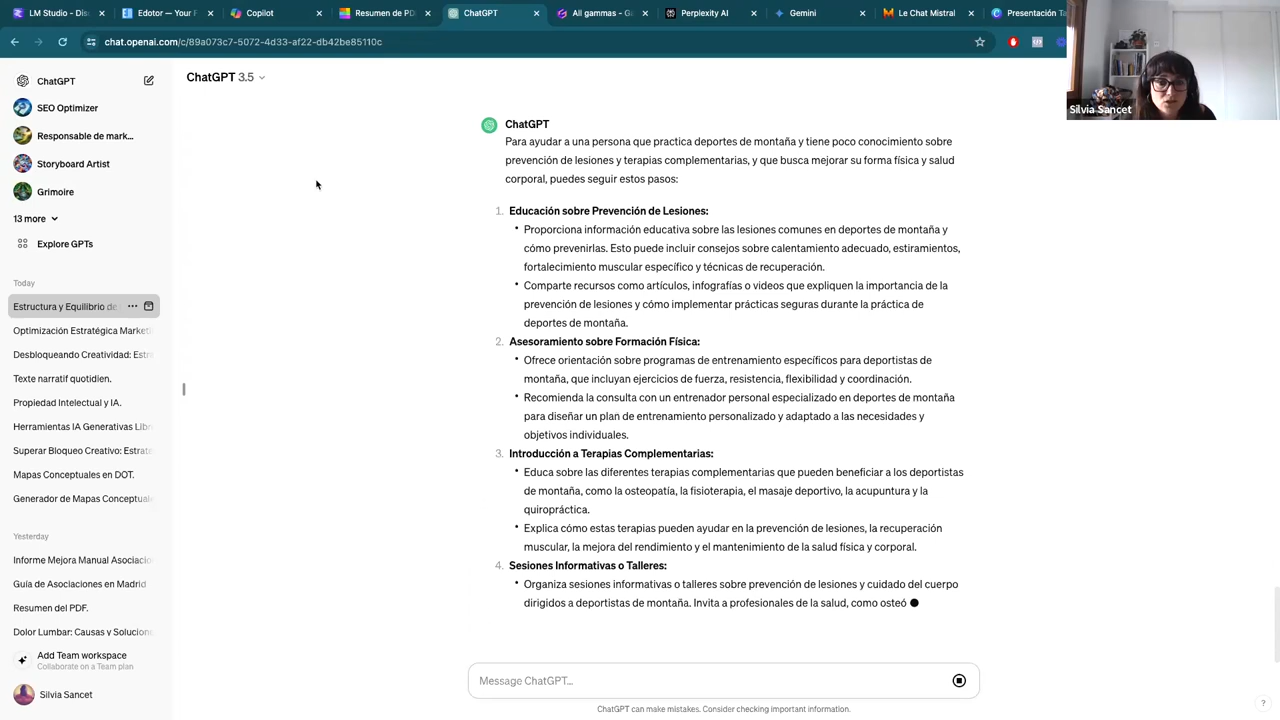 LM Studio - Dis
Editor — Your F
Copilot
Resumen de PD
ChatGPT
All gammas - G
Perplexity AI
Gemini
Le Chat Mistral
Presentación Ta
chat.openai.com/c/89a073c7-5072-4d33-af22-db42be85110c
Silvia Sancet
ChatGPT
SEO Optimizer
Responsable de mark...
Storyboard Artist
Grimoire
13 more
Explore GPTs
Today
Estructura y Equilibrio de
Optimización Estratégica Marketi
Desbloqueando Creatividad: Estr
Texte narratif quotidien.
Propiedad Intelectual y IA.
Herramientas IA Generativas Libr
Superar Bloqueo Creativo: Estrat
Mapas Conceptuales en DOT.
Generador de Mapas Conceptuale
Yesterday
Informe Mejora Manual Asociacio
Guía de Asociaciones en Madrid
Resumen del PDF.
Dolor Lumbar: Causas y Solucione
Add Team workspace
Collaborate on a Team plan
Silvia Sancet
ChatGPT 3.5
ChatGPT
Para ayudar a una persona que practica deportes de montaña y tiene poco conocimiento sobre
prevención de lesiones y terapias complementarias, y que busca mejorar su forma física y salud
corporal, puedes seguir estos pasos:
1. Educación sobre Prevención de Lesiones:
• Proporciona información educativa sobre las lesiones comunes en deportes de montaña y
cómo prevenirlas. Esto puede incluir consejos sobre calentamiento adecuado, estiramientos,
fortalecimiento muscular específico y técnicas de recuperación.
• Comparte recursos como artículos, infografías o videos que expliquen la importancia de la
prevención de lesiones y cómo implementar prácticas seguras durante la práctica de
deportes de montaña.
2. Asesoramiento sobre Formación Física:
• Ofrece orientación sobre programas de entrenamiento específicos para deportistas de
montaña, que incluyan ejercicios de fuerza, resistencia, flexibilidad y coordinación.
• Recomienda la consulta con un entrenador personal especializado en deportes de montaña
para diseñar un plan de entrenamiento personalizado y adaptado a las necesidades y
objetivos individuales.
3. Introducción a Terapias Complementarias:
• Educa sobre las diferentes terapias complementarias que pueden beneficiar a los deportistas
de montaña, como la osteopatía, la fisioterapia, el masaje deportivo, la acupuntura y la
quiropráctica.
• Explica cómo estas terapias pueden ayudar en la prevención de lesiones, la recuperación
muscular, la mejora del rendimiento y el mantenimiento de la salud física y corporal.
4. Sesiones Informativas o Talleres:
• Organiza sesiones informativas o talleres sobre prevención de lesiones y cuidado del cuerpo
dirigidos a deportistas de montaña. Invita a profesionales de la salud, como osteó
Message ChatGPT...
ChatGPT can make mistakes. Consider checking important information.
?